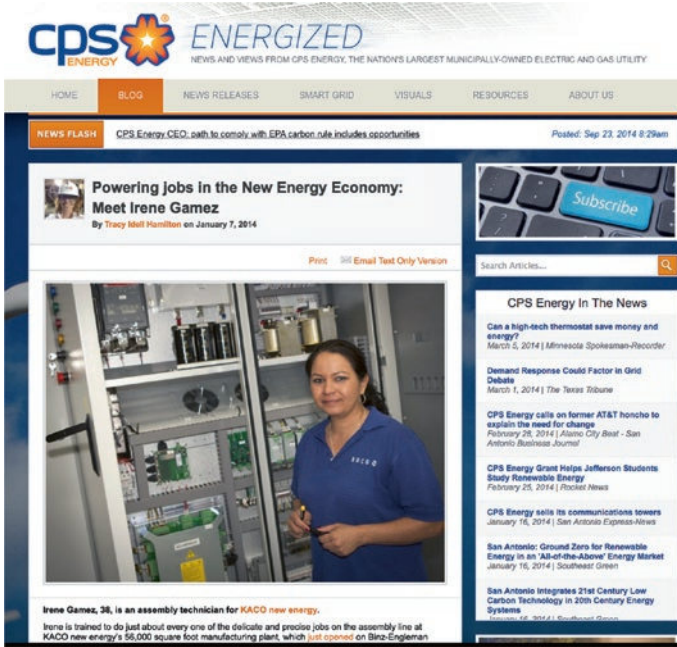 cps
ENERGY
ENERGIZED
NEWS AND VIEWS FROM CPS ENERGY, THE NATION'S LARGEST MUNICIPALLY-OWNED ELECTRIC AND GAS UTILITY
HOME BLOG NEWS RELEASES SMART GRID VISUALS RESOURCES ABOUT US
NEWS FLASH CPS Energy CEO: path to comply with EPA carbon rule includes opportunities Posted: Sep 23, 2014 8:29am
Powering jobs in the New Energy Economy:
Meet Irene Gamez
By Tracy Idell Hamilton on January 7, 2014
Print Email Text Only Version
KACO
Irene Gamez, 38, is an assembly technician for KACO new energy.
Irene is trained to do just about every one of the delicate and precise jobs on the assembly line at
KACO new energy's 56,000 square foot manufacturing plant, which just opened on Binz-Engleman
Subscribe
Search Articles...
CPS Energy In The News
Can a high-tech thermostat save money and
energy?
March 5, 2014 | Minnesota Spokesman-Recorder
Demand Response Could Factor in Grid
Debate
March 1, 2014 | The Texas Tribune
CPS Energy calls on former AT&T honcho to
explain the need for change
February 28, 2014 | Alamo City Beat - San
Antonio Business Journal
CPS Energy Grant Helps Jefferson Students
Study Renewable Energy
February 25, 2014 | Rocket News
CPS Energy sells its communications towers
January 16, 2014 | San Antonio Express-News
San Antonio: Ground Zero for Renewable
Energy in an 'All-of-the-Above' Energy Market
January 16, 2014 | Southeast Green
San Antonio Integrates 21st Century Low
Carbon Technology in 20th Century Energy
Systems
January 16, 2014 | Southeast Green